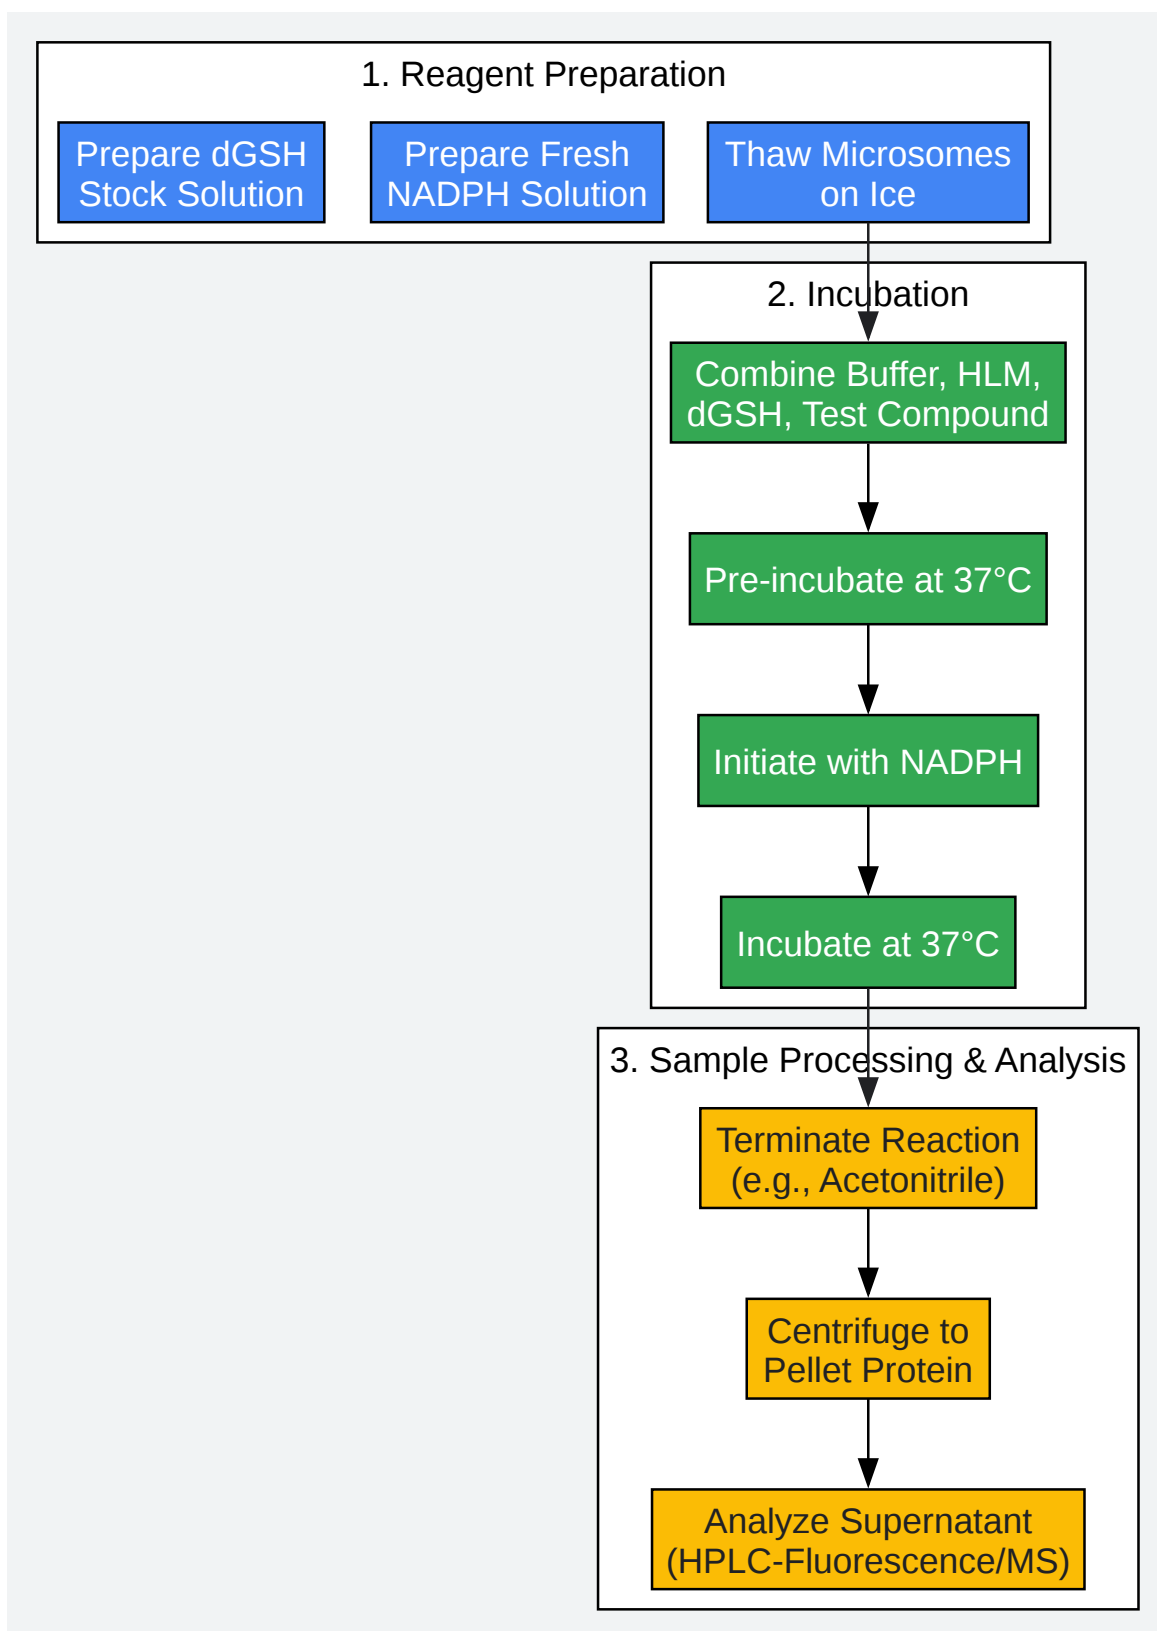 1. Reagent Preparation
Prepare dGSH
Stock Solution
Prepare Fresh
NADPH Solution
Thaw Microsomes
on Ice
2. Incubation
Combine Buffer, HLM,
dGSH, Test Compound
Pre-incubate at 37°C
Initiate with NADPH
Incubate at 37°C
3. Sample Processing & Analysis
Terminate Reaction
(e.g., Acetonitrile)
Centrifuge to
Pellet Protein
Analyze Supernatant
(HPLC-Fluorescence/MS)